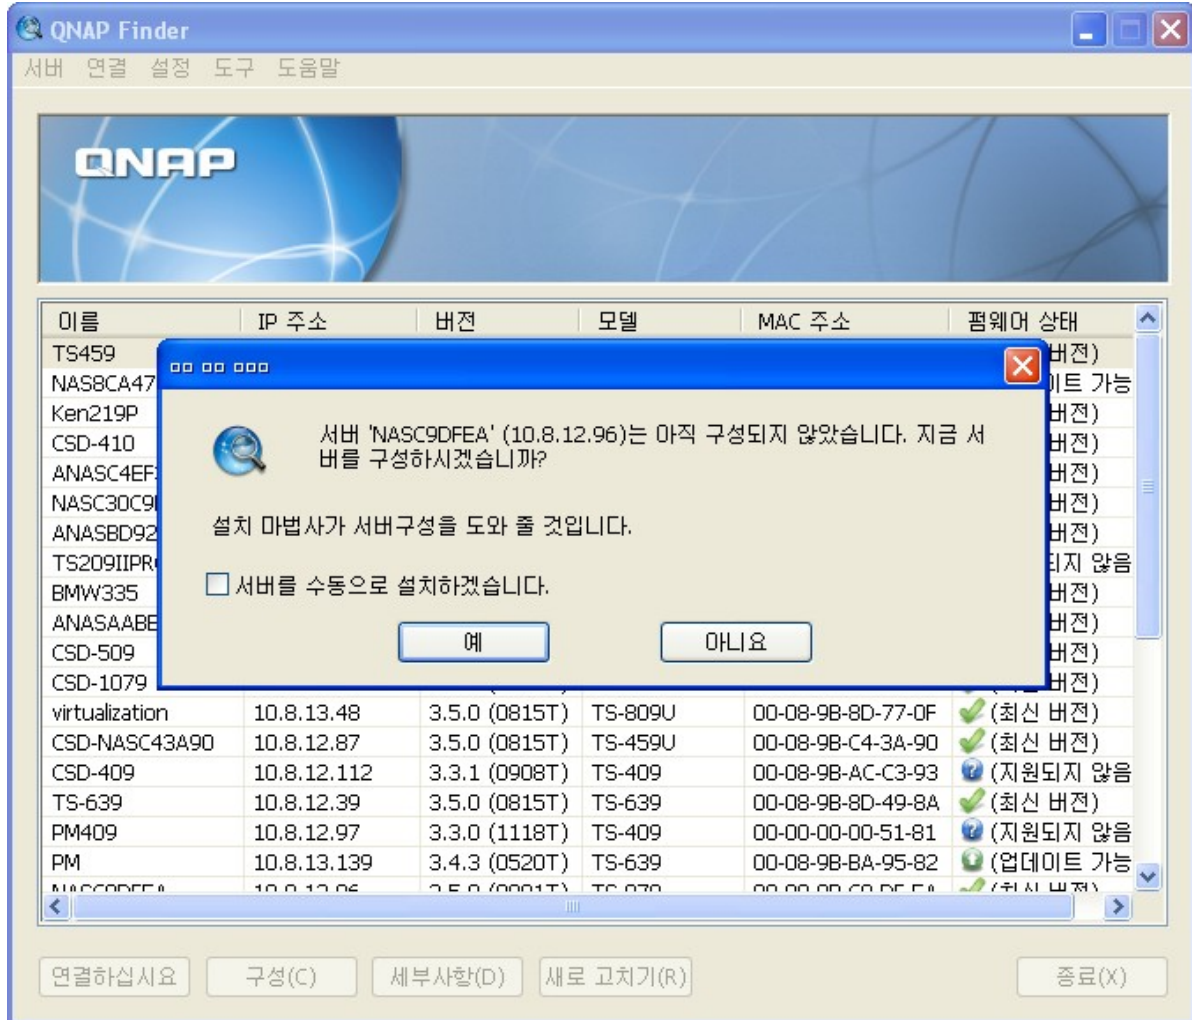 QNAP Finder
서버 연결 설정 도구 도움말
QNAP
이름 IP 주소 버전 모델 MAC 주소 펌웨어 상태
TS459 버전)
NAS8CA47 이트 가능
Ken219P 버전)
CSD-410 버전)
ANASC4EF 버전)
NASC30C9 버전)
ANASBD92 버전)
TS209IIPR 되지 않음
BMW335 버전)
ANASAABE 버전)
CSD-509 버전)
CSD-1079 버전)
서버 'NASC9DFEA' (10.8.12.96)는 아직 구성되지 않았습니다. 지금 서
버를 구성하시겠습니까?
설치 마법사가 서버구성을 도와 줄 것입니다.
서버를 수동으로 설치하겠습니다.
예 아니요
virtualization 10.8.13.48 3.5.0 (0815T) TS-809U 00-08-9B-8D-77-0F (최신 버전)
CSD-NASC43A90 10.8.12.87 3.5.0 (0815T) TS-459U 00-08-9B-C4-3A-90 (최신 버전)
CSD-409 10.8.12.112 3.3.1 (0908T) TS-409 00-08-9B-AC-C3-93 (지원되지 않음
TS-639 10.8.12.39 3.5.0 (0815T) TS-639 00-08-9B-8D-49-8A (최신 버전)
PM409 10.8.12.97 3.3.0 (1118T) TS-409 00-00-00-00-51-81 (지원되지 않음
PM 10.8.13.139 3.4.3 (0520T) TS-639 00-08-9B-BA-95-82 (업데이트 가능
연결하십시요 구성(C) 세부사항(D) 새로 고치기(R) 종료(X)